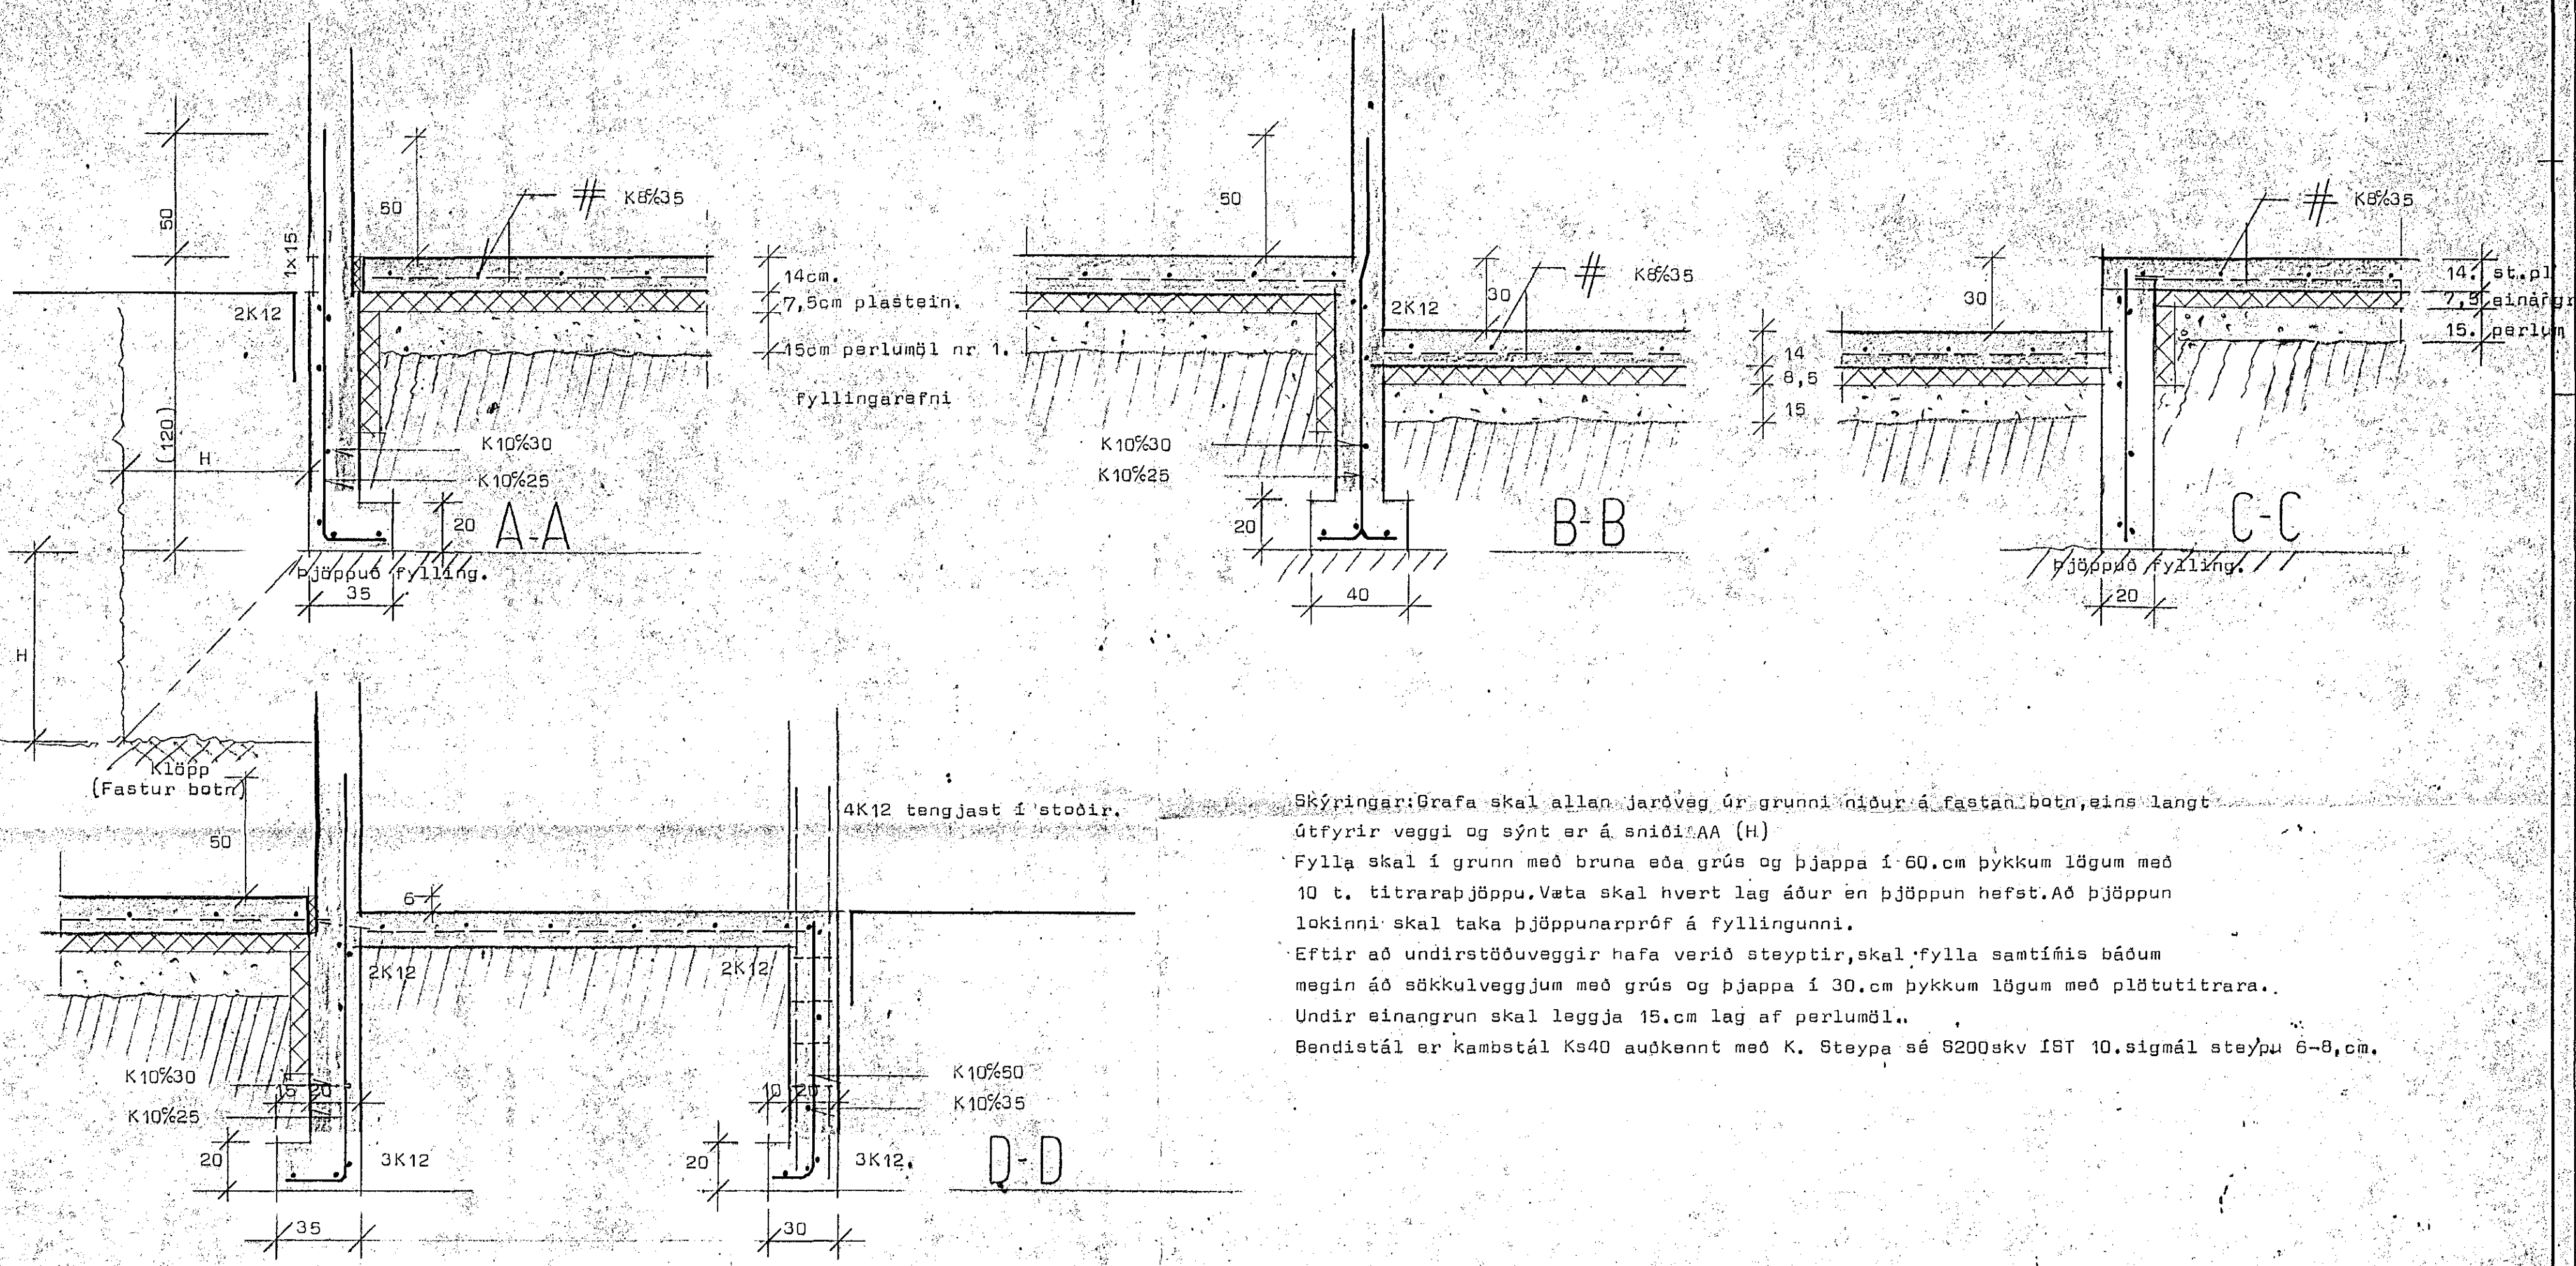 50
50
1x15
K8%35
14cm.
7,5cm plastein.
15cm perlumöl nr 1.
fyllingarefni
2K12
(120)
H
K10%30
K10%25
20
A-A
Þjöppuð fylling.
35
H
Klöpp
(Fastur botn)
50
2K12
30
K8%35
K10%30
K10%25
20
B-B
40
14
8,5
15
30
K8%35
14. st.pl
7,5 einangr
15. perlum
C-C
Þjöppuð fylling.
20
50
6
4K12 tengjast í stoðir.
2K12
2K12
K10%30
15 20
K10%25
20
3K12
35
10 20
K10%50
K10%35
20
3K12.
D-D
30
Skýringar:Grafa skal allan jarðveg úr grunni niður á fastan botn,eins langt
útfyrir veggi og sýnt er á sniði AA (H)
Fylla skal í grunn með bruna eða grús og þjappa í 60.cm þykkum lögum með
10 t. titraraþjöppu.Væta skal hvert lag áður en þjöppun hefst.Að þjöppun
lokinni skal taka þjöppunarpróf á fyllingunni.
Eftir að undirstöðuveggir hafa verið steyptir,skal fylla samtímis báðum
megin áð sökkulveggjum með grús og þjappa í 30.cm þykkum lögum með plötutitrara.
Undir einangrun skal leggja 15.cm lag af perlumöl.
Bendistál er kambstál Ks40 auðkennt með K. Steypa sé S200skv ÍST 10.sigmál steypu 6-8,cm.